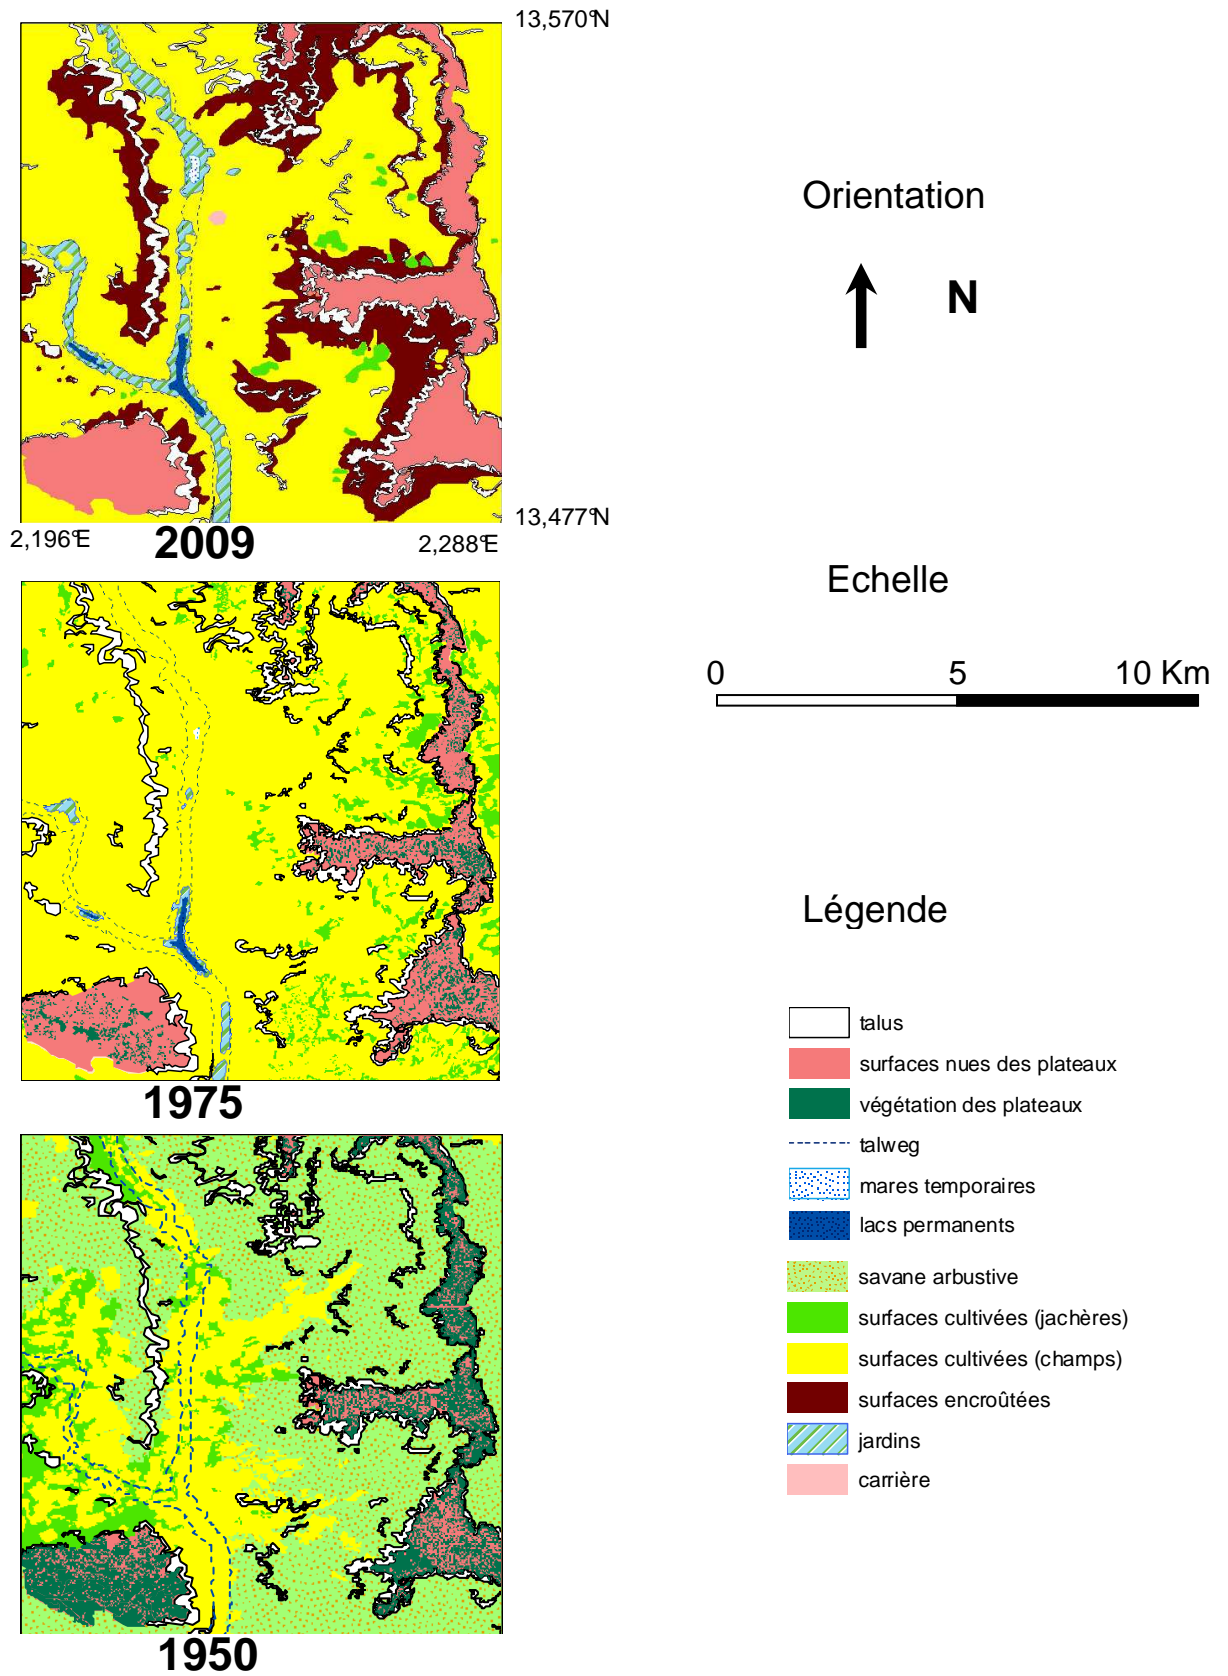 13,570°N
Orientation
N
13,477°N
2,196°E
2009
2,288°E
Echelle
0
5
10 Km
Légende
talus
surfaces nues des plateaux
végétation des plateaux
1975
talweg
mares temporaires
lacs permanents
savane arbustive
surfaces cultivées (jachères)
surfaces cultivées (champs)
surfaces encroûtées
jardins
carrière
1950